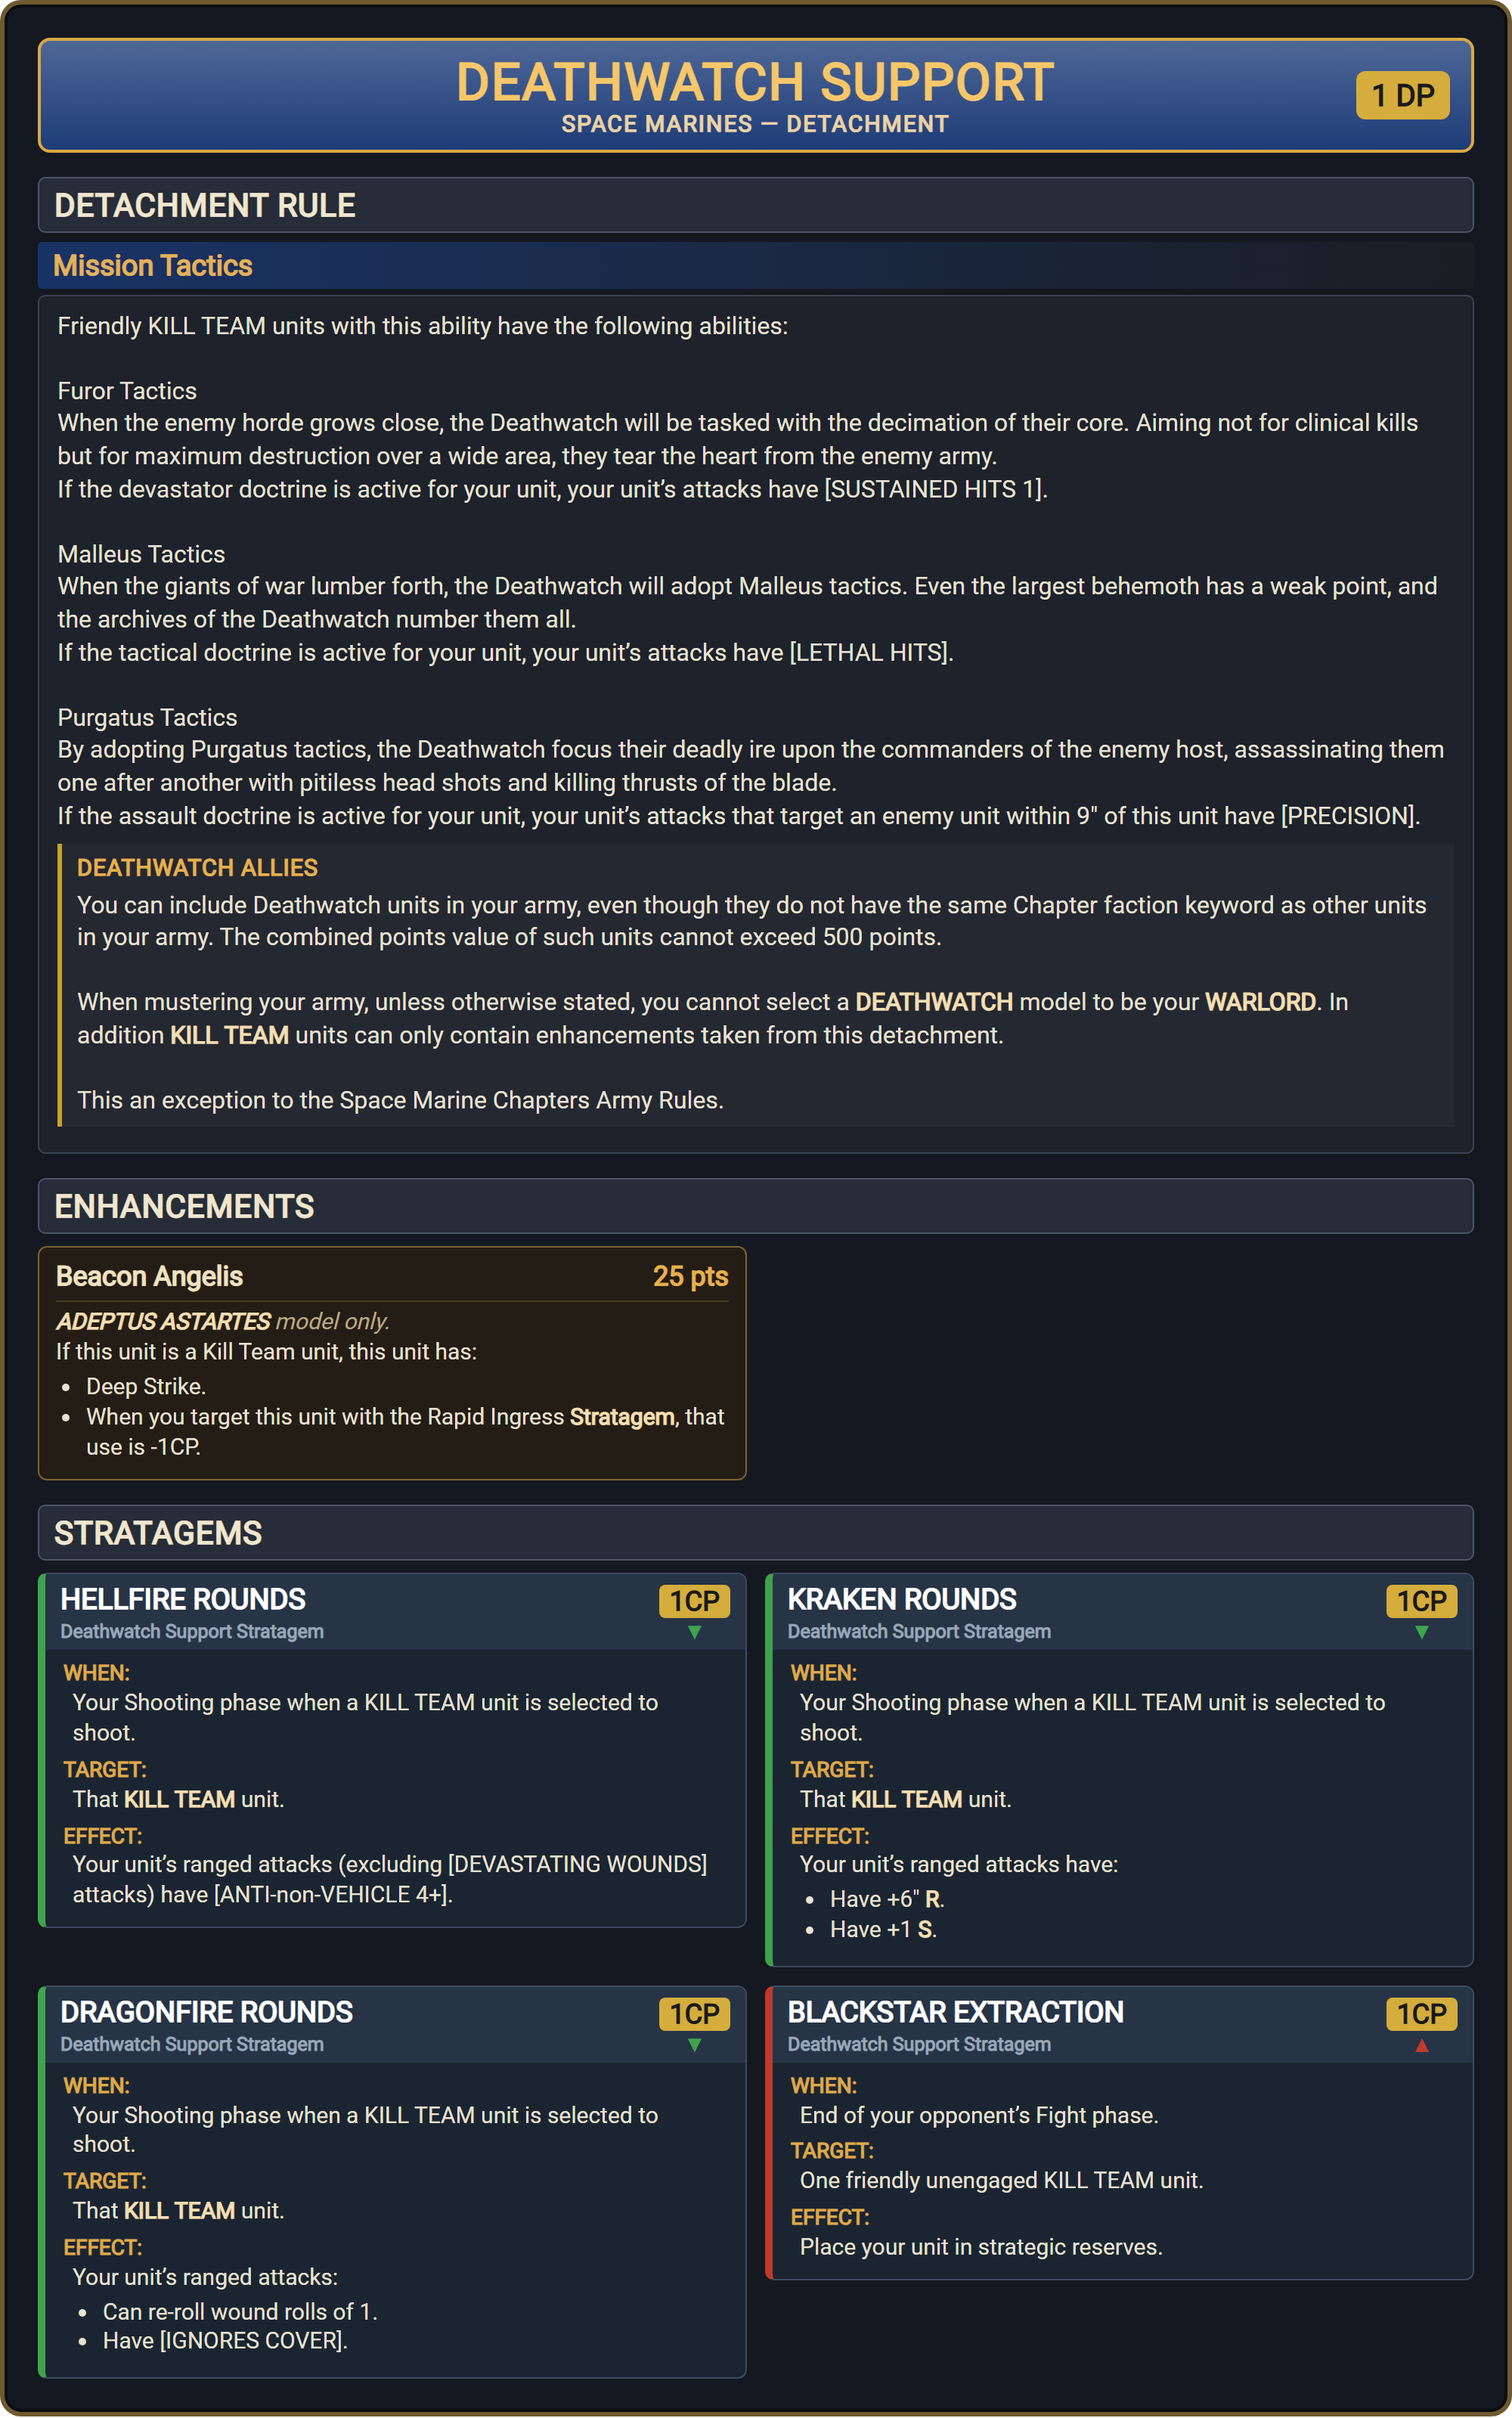 DEATHWATCH SUPPORT
SPACE MARINES — DETACHMENT
1 DP
DETACHMENT RULE
Mission Tactics
Friendly KILL TEAM units with this ability have the following abilities:
Furor Tactics
When the enemy horde grows close, the Deathwatch will be tasked with the decimation of their core. Aiming not for clinical kills
but for maximum destruction over a wide area, they tear the heart from the enemy army.
If the devastator doctrine is active for your unit, your unit’s attacks have [SUSTAINED HITS 1].
Malleus Tactics
When the giants of war lumber forth, the Deathwatch will adopt Malleus tactics. Even the largest behemoth has a weak point, and
the archives of the Deathwatch number them all.
If the tactical doctrine is active for your unit, your unit’s attacks have [LETHAL HITS].
Purgatus Tactics
By adopting Purgatus tactics, the Deathwatch focus their deadly ire upon the commanders of the enemy host, assassinating them
one after another with pitiless head shots and killing thrusts of the blade.
If the assault doctrine is active for your unit, your unit’s attacks that target an enemy unit within 9" of this unit have [PRECISION].
DEATHWATCH ALLIES
You can include Deathwatch units in your army, even though they do not have the same Chapter faction keyword as other units
in your army. The combined points value of such units cannot exceed 500 points.
When mustering your army, unless otherwise stated, you cannot select a DEATHWATCH model to be your WARLORD. In
addition KILL TEAM units can only contain enhancements taken from this detachment.
This an exception to the Space Marine Chapters Army Rules.
ENHANCEMENTS
Beacon Angelis
25 pts
ADEPTUS ASTARTES model only.
If this unit is a Kill Team unit, this unit has:
• Deep Strike.
• When you target this unit with the Rapid Ingress Stratagem, that
use is -1CP.
STRATAGEMS
HELLFIRE ROUNDS
1CP
Deathwatch Support Stratagem
▼
WHEN:
Your Shooting phase when a KILL TEAM unit is selected to
shoot.
TARGET:
That KILL TEAM unit.
EFFECT:
Your unit’s ranged attacks (excluding [DEVASTATING WOUNDS]
attacks) have [ANTI-non-VEHICLE 4+].
KRAKEN ROUNDS
1CP
Deathwatch Support Stratagem
▼
WHEN:
Your Shooting phase when a KILL TEAM unit is selected to
shoot.
TARGET:
That KILL TEAM unit.
EFFECT:
Your unit’s ranged attacks have:
• Have +6" R.
• Have +1 S.
DRAGONFIRE ROUNDS
1CP
Deathwatch Support Stratagem
▼
WHEN:
Your Shooting phase when a KILL TEAM unit is selected to
shoot.
TARGET:
That KILL TEAM unit.
EFFECT:
Your unit’s ranged attacks:
• Can re-roll wound rolls of 1.
• Have [IGNORES COVER].
BLACKSTAR EXTRACTION
1CP
Deathwatch Support Stratagem
▲
WHEN:
End of your opponent’s Fight phase.
TARGET:
One friendly unengaged KILL TEAM unit.
EFFECT:
Place your unit in strategic reserves.